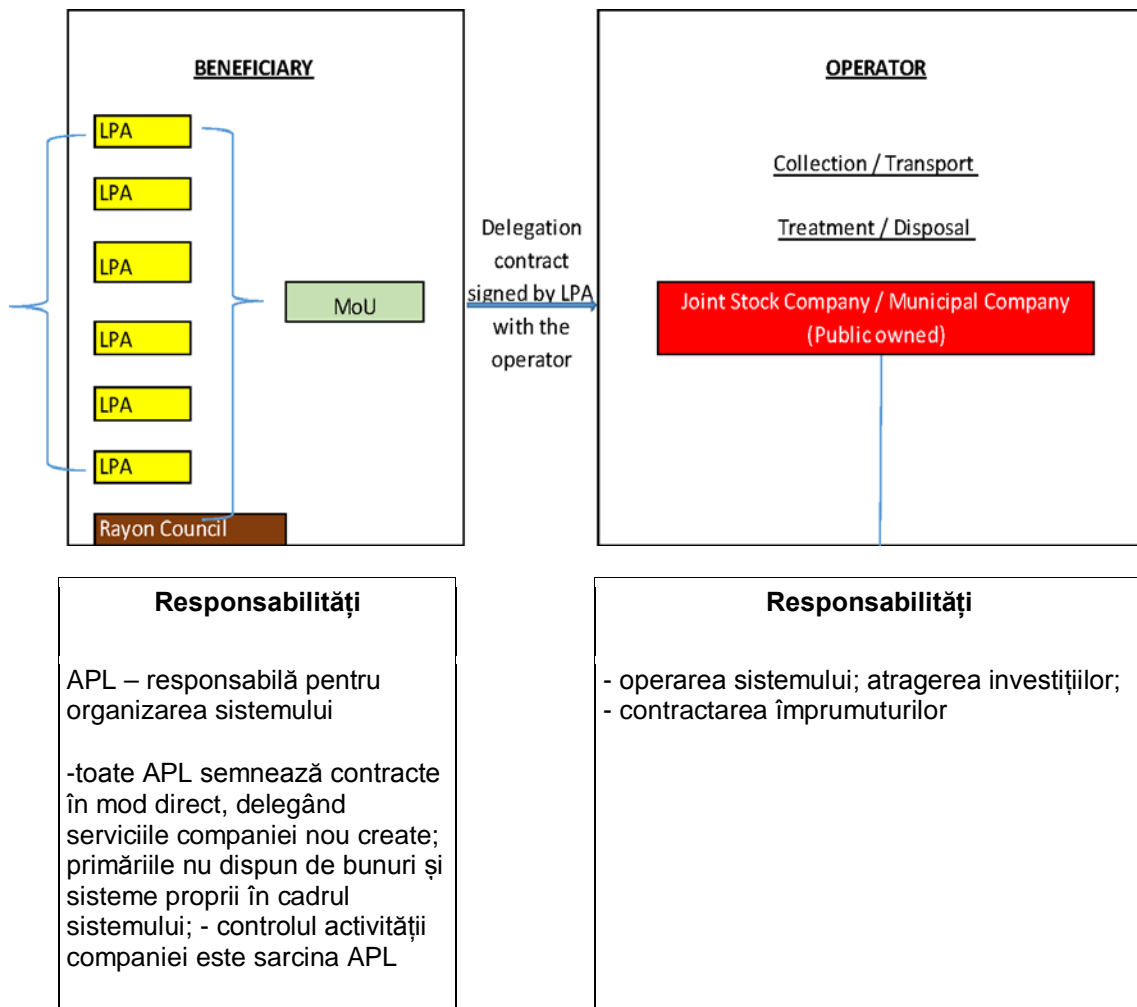 BENEFICIARY
LPA
LPA
LPA
LPA
LPA
LPA
Rayon Council
MoU
Delegation
contract
signed by LPA
with the
operator
OPERATOR
Collection / Transport
Treatment / Disposal
Joint Stock Company / Municipal Company
(Public owned)
Responsabilități
APL – responsabilă pentru
organizarea sistemului
-toate APL semnează contracte
în mod direct, delegând
serviciile companiei nou create;
primăriile nu dispun de bunuri și
sisteme proprii în cadrul
sistemului; - controlul activității
companiei este sarcina APL
Responsabilități
- operarea sistemului; atragerea investițiilor;
- contractarea împrumuturilor